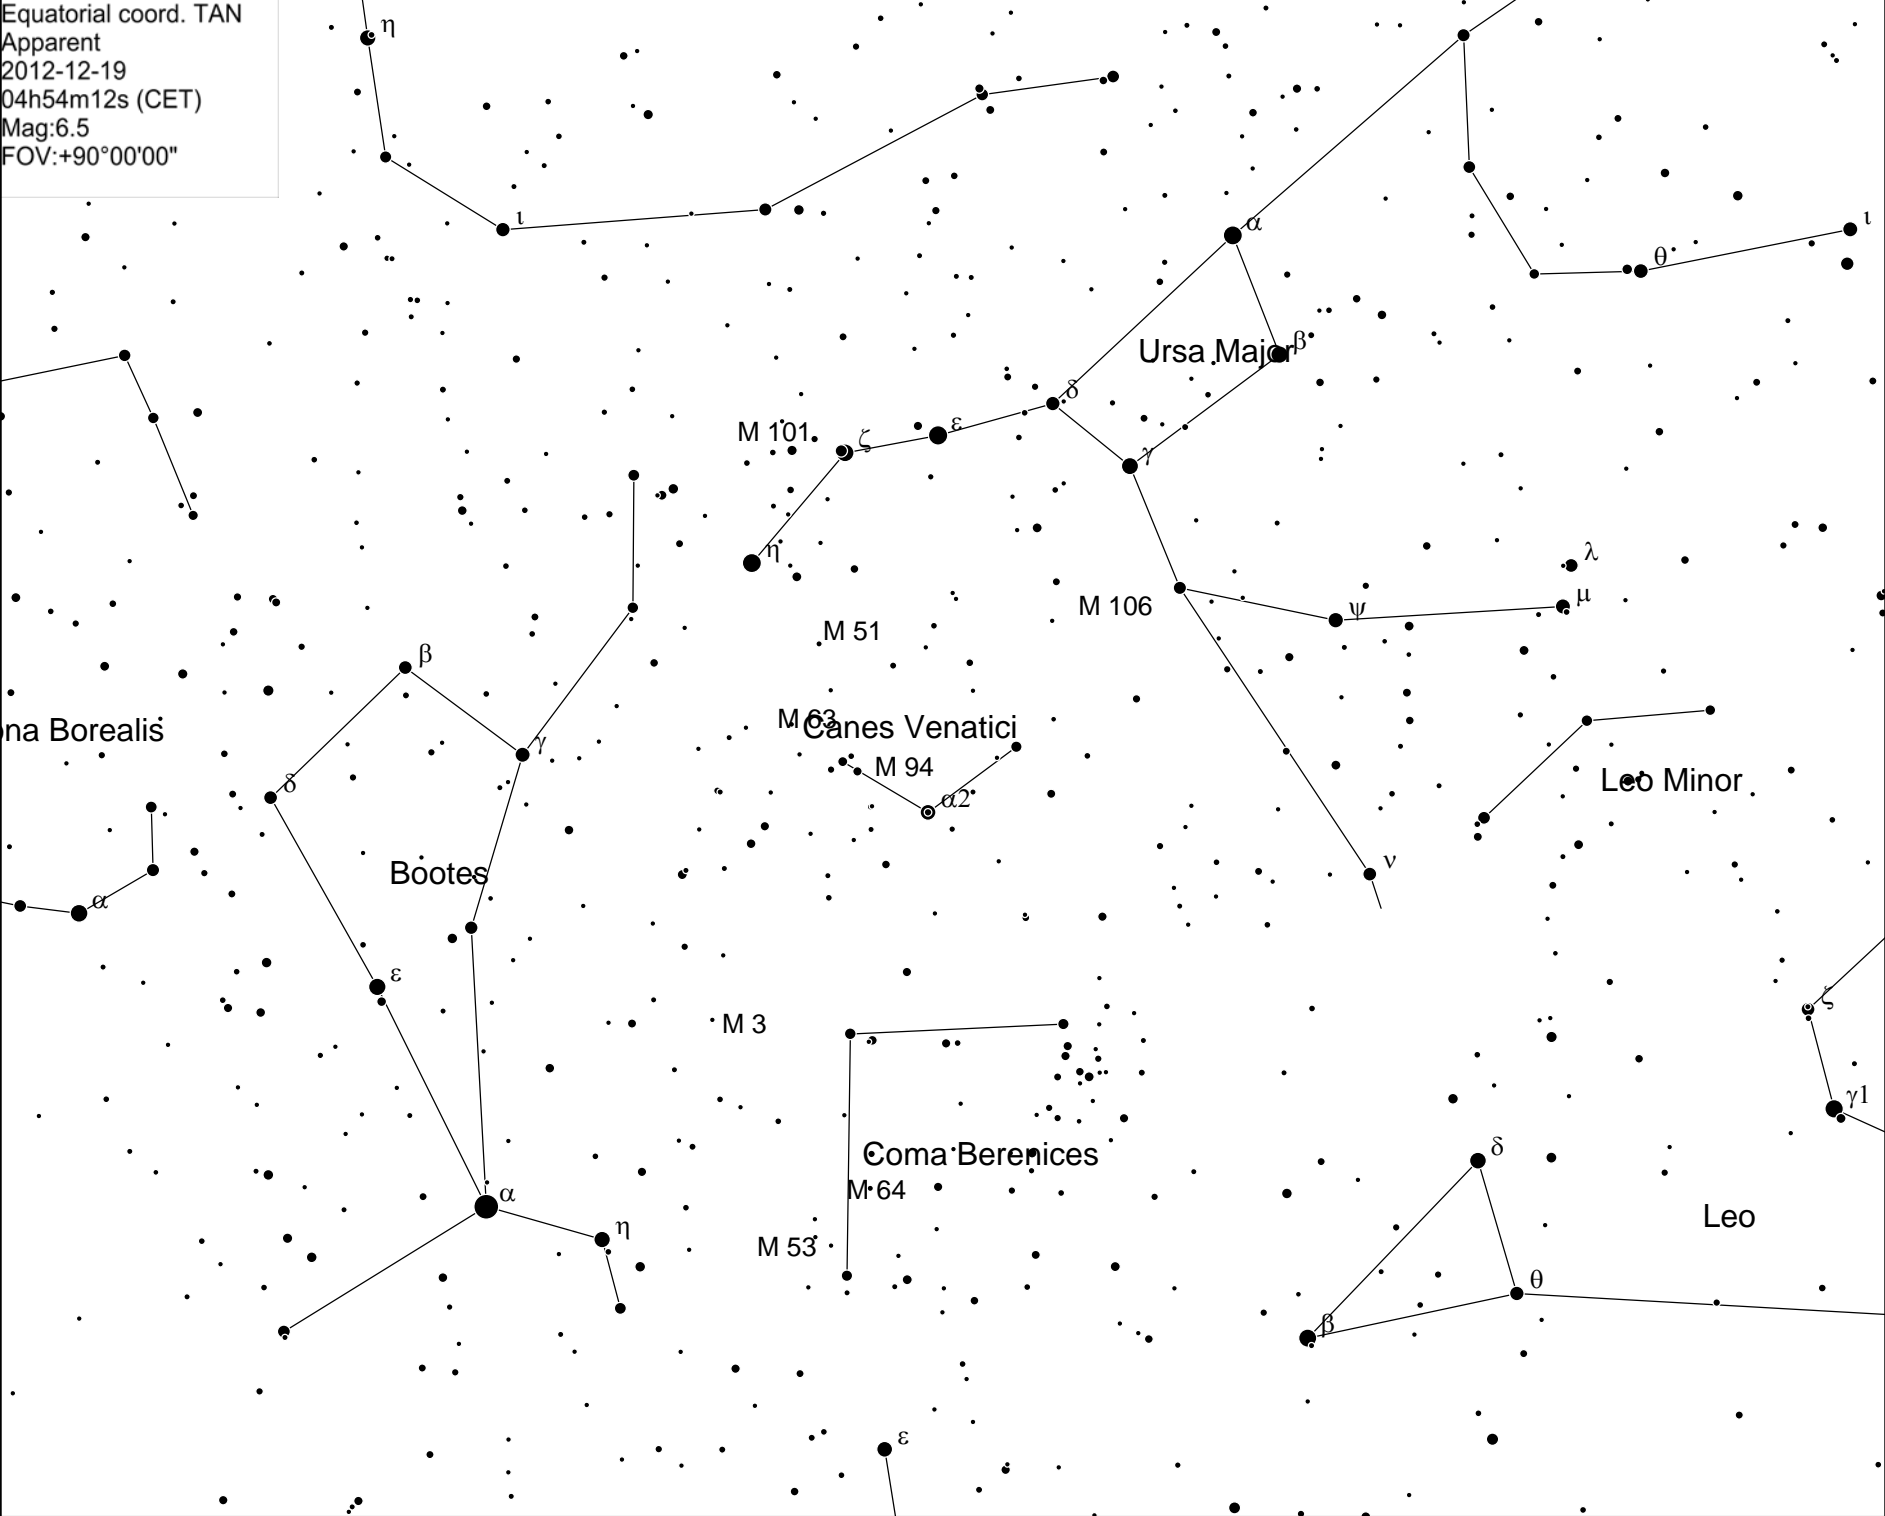 Equatorial coord. TAN
Apparent
2012-12-19
04h54m12s (CET)
Mag:6.5
FOV:+90°00'00"
η
ι
α
θ
ι
Ursa Major
β
δ
M 101
ζ
ε
γ
η
λ
μ
M 106
ψ
M 51
β
ona Borealis
M 63
Canes Venatici
γ
M 94
α2
δ
Leo Minor
Bootes
ν
α
ε
ζ
M 3
γ1
Coma Berenices
δ
M 64
α
η
Leo
M 53
θ
β
ε